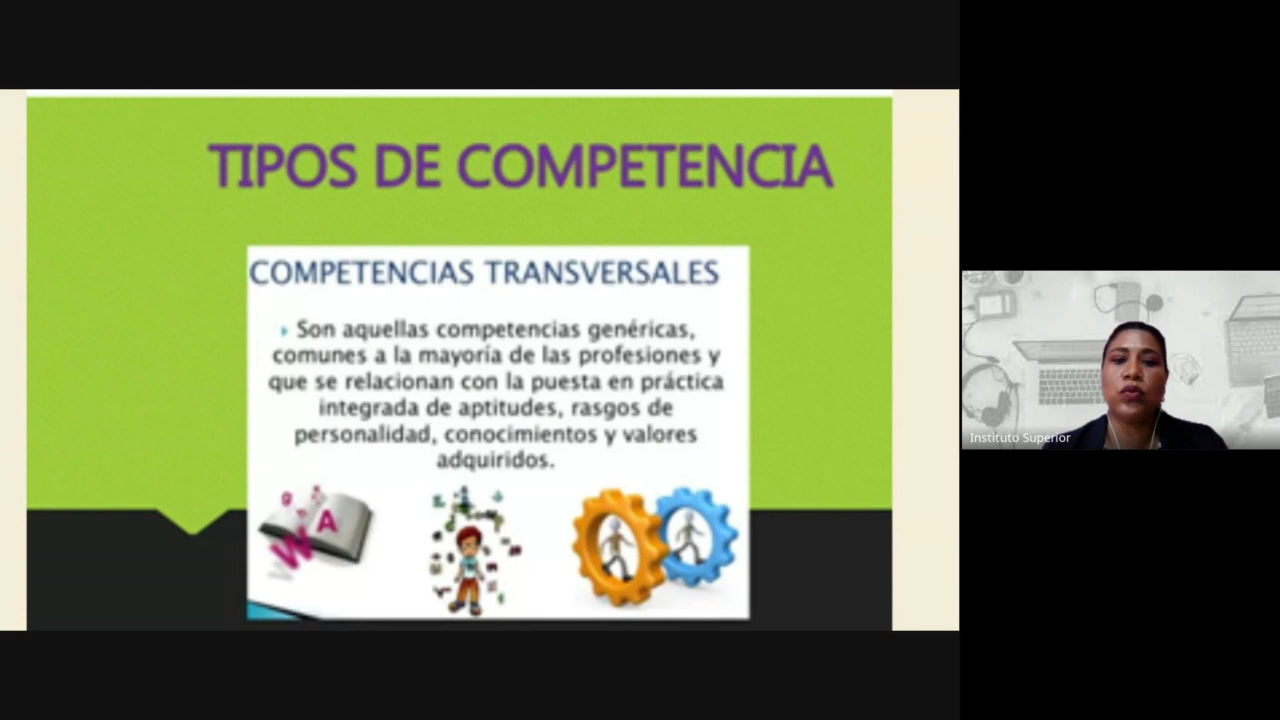 TIPOS DE COMPETENCIA
COMPETENCIAS TRANSVERSALES
Son aquellas competencias genéricas,
comunes a la mayoría de las profesiones y
que se relacionan con la puesta en práctica
integrada de aptitudes, rasgos de
personalidad, conocimientos y valores
adquiridos.
A
W
Instituto Superior